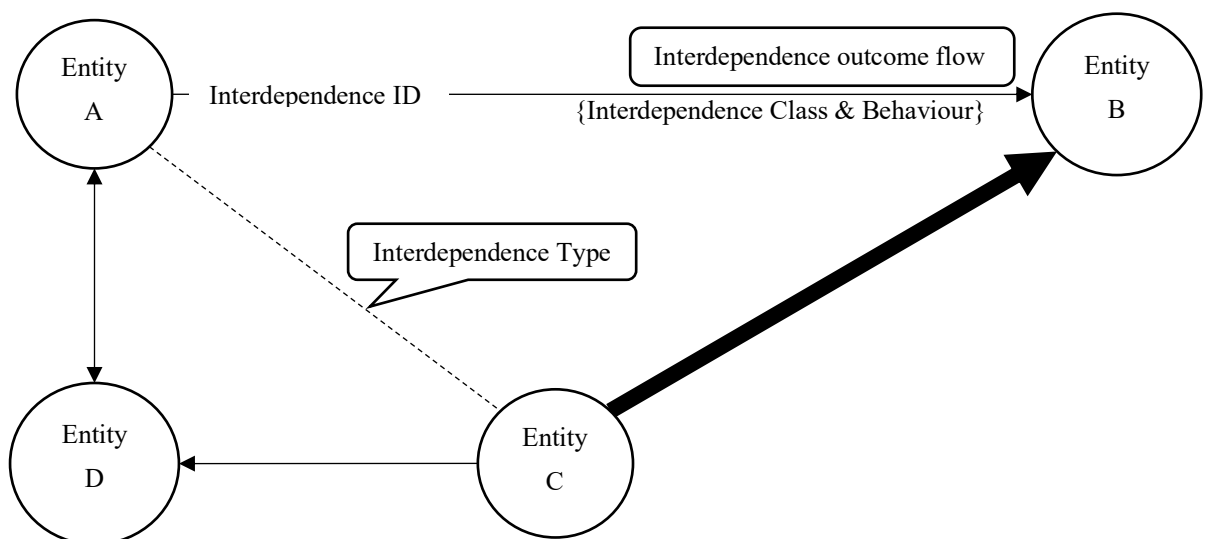 Entity
A
Interdependence ID
Interdependence outcome flow
{Interdependence Class & Behaviour}
Entity
B
Interdependence Type
Entity
D
Entity
C